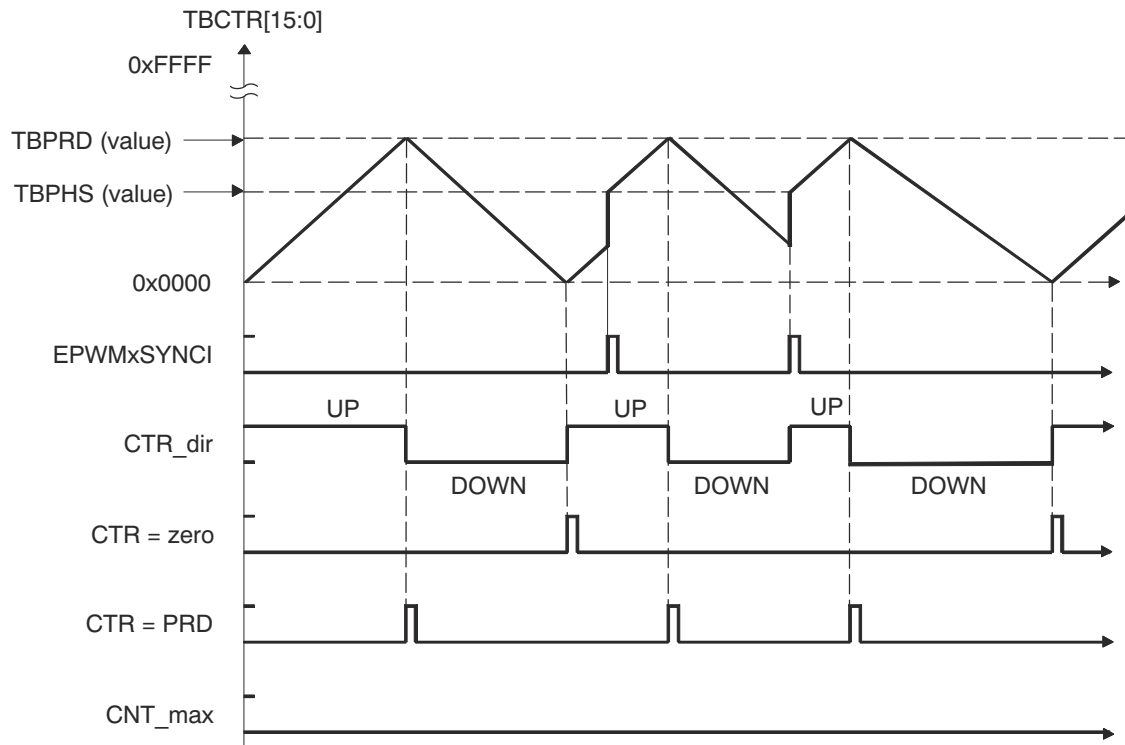 TBCTR[15:0]
0xFFFF
TBPRD (value)
TBPHS (value)
0x0000
EPWMxSYNCI
UP UP UP
CTR_dir
DOWN DOWN DOWN
CTR = zero
CTR = PRD
CNT_max